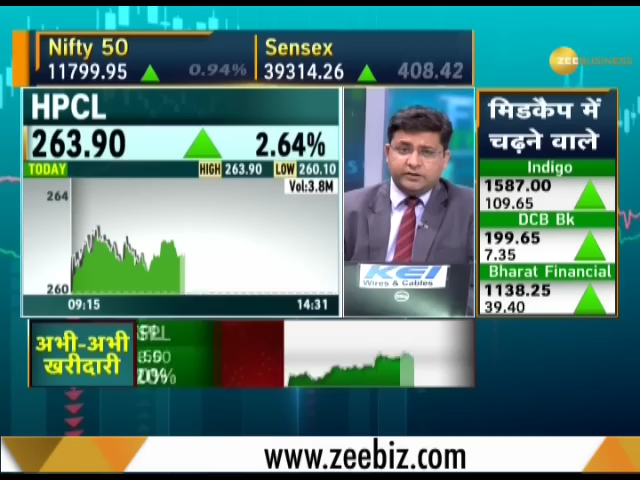 Nifty 50
11799.95 0.94%
Sensex
39314.26 408.42
ZEEBUSINESS
HPCL
263.90 2.64%
TODAY HIGH 263.90 LOW 260.10
Vol:3.8M
264
260
09:15 14:31
KEI
Wires & Cables
मिडकैप में
चढ़ने वाले
Indigo
1587.00
109.65
DCB Bk
199.65
7.35
Bharat Financial
1138.25
39.40
अभी-अभी
खरीदारी
www.zeebiz.com